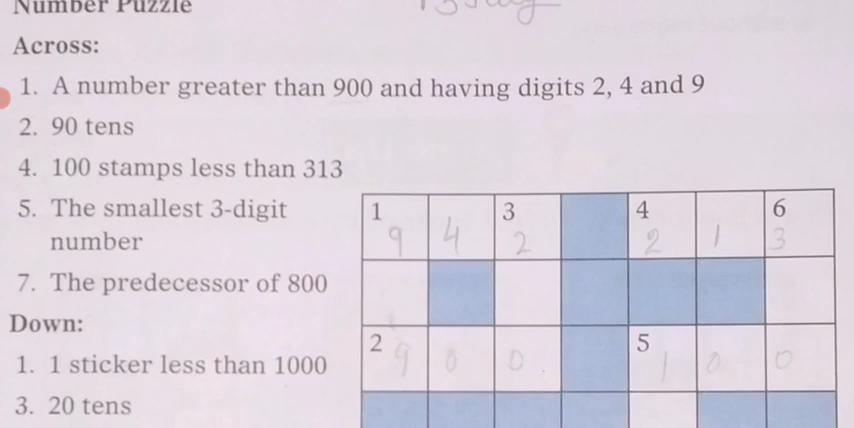 Number Puzzle
Across:
1. A number greater than 900 and having digits 2, 4 and 9
2. 90 tens
4. 100 stamps less than 313
5. The smallest 3-digit
number
7. The predecessor of 800
Down:
1. 1 sticker less than 1000
3. 20 tens
1 3 4 6
9 4 2 2 1 3
2 5
9 0 0 1 0 0